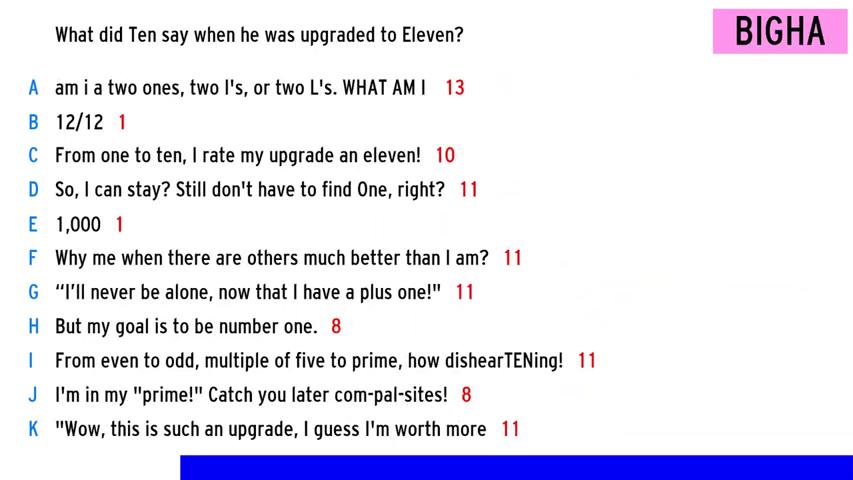 What did Ten say when he was upgraded to Eleven?
BIGHA
A am i a two ones, two I's, or two L's. WHAT AM I 13
B 12/12 1
C From one to ten, I rate my upgrade an eleven! 10
D So, I can stay? Still don't have to find One, right? 11
E 1,000 1
F Why me when there are others much better than I am? 11
G “I’ll never be alone, now that I have a plus one!" 11
H But my goal is to be number one. 8
I From even to odd, multiple of five to prime, how dishearTENing! 11
J I'm in my "prime!" Catch you later com-pal-sites! 8
K "Wow, this is such an upgrade, I guess I'm worth more 11